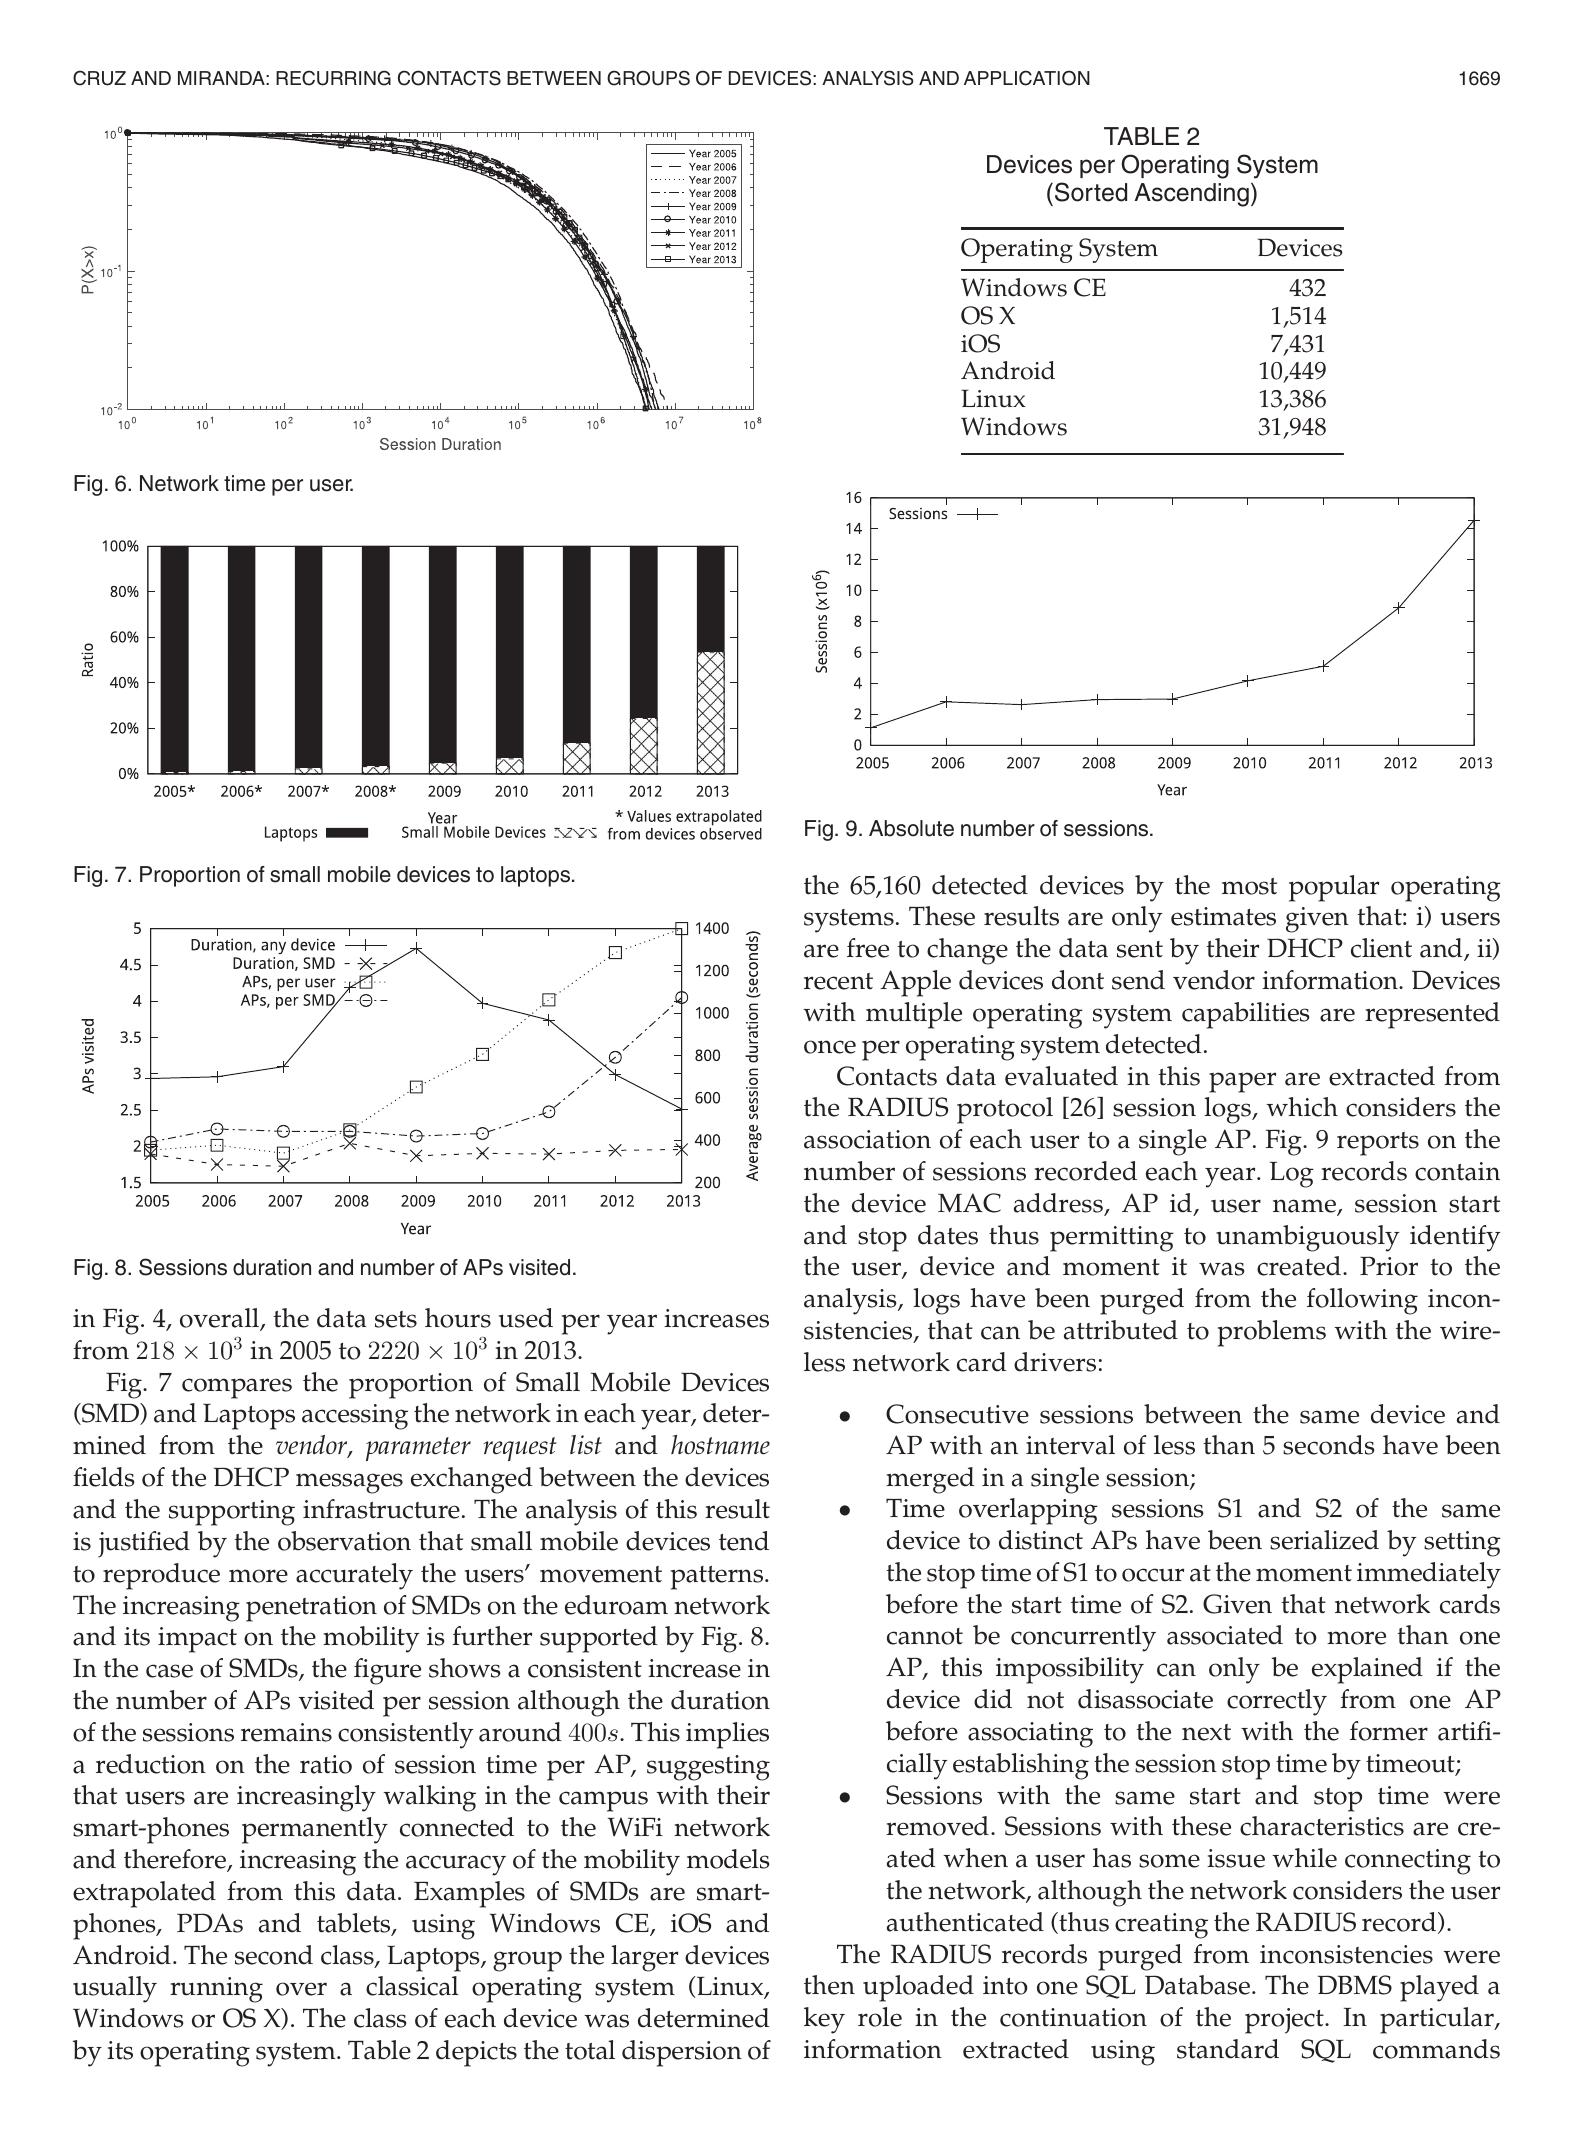 CRUZ AND MIRANDA: RECURRING CONTACTS BETWEEN GROUPS OF DEVICES: ANALYSIS AND APPLICATION
1669
10^0
10^-1
10^-2
P(X>x)
Year 2005
Year 2006
Year 2007
Year 2008
Year 2009
Year 2010
Year 2011
Year 2012
Year 2013
10^0 10^1 10^2 10^3 10^4 10^5 10^6 10^7 10^8
Session Duration
Fig. 6. Network time per user.
100%
80%
60%
40%
20%
0%
Ratio
2005* 2006* 2007* 2008* 2009 2010 2011 2012 2013
Year
* Values extrapolated
Laptops Small Mobile Devices from devices observed
Fig. 7. Proportion of small mobile devices to laptops.
5
4.5
4
3.5
3
2.5
2
1.5
APs visited
Duration, any device
Duration, SMD
APs, per user
APs, per SMD
1400
1200
1000
800
600
400
200
Average session duration (seconds)
2005 2006 2007 2008 2009 2010 2011 2012 2013
Year
Fig. 8. Sessions duration and number of APs visited.
in Fig. 4, overall, the data sets hours used per year increases
from 218 × 10^3 in 2005 to 2220 × 10^3 in 2013.
Fig. 7 compares the proportion of Small Mobile Devices
(SMD) and Laptops accessing the network in each year, deter-
mined from the vendor, parameter request list and hostname
fields of the DHCP messages exchanged between the devices
and the supporting infrastructure. The analysis of this result
is justified by the observation that small mobile devices tend
to reproduce more accurately the users' movement patterns.
The increasing penetration of SMDs on the eduroam network
and its impact on the mobility is further supported by Fig. 8.
In the case of SMDs, the figure shows a consistent increase in
the number of APs visited per session although the duration
of the sessions remains consistently around 400s. This implies
a reduction on the ratio of session time per AP, suggesting
that users are increasingly walking in the campus with their
smart-phones permanently connected to the WiFi network
and therefore, increasing the accuracy of the mobility models
extrapolated from this data. Examples of SMDs are smart-
phones, PDAs and tablets, using Windows CE, iOS and
Android. The second class, Laptops, group the larger devices
usually running over a classical operating system (Linux,
Windows or OS X). The class of each device was determined
by its operating system. Table 2 depicts the total dispersion of
TABLE 2
Devices per Operating System
(Sorted Ascending)
Operating System Devices
Windows CE 432
OS X 1,514
iOS 7,431
Android 10,449
Linux 13,386
Windows 31,948
16
14
12
10
8
6
4
2
0
Sessions (x10^6)
Sessions
2005 2006 2007 2008 2009 2010 2011 2012 2013
Year
Fig. 9. Absolute number of sessions.
the 65,160 detected devices by the most popular operating
systems. These results are only estimates given that: i) users
are free to change the data sent by their DHCP client and, ii)
recent Apple devices dont send vendor information. Devices
with multiple operating system capabilities are represented
once per operating system detected.
Contacts data evaluated in this paper are extracted from
the RADIUS protocol [26] session logs, which considers the
association of each user to a single AP. Fig. 9 reports on the
number of sessions recorded each year. Log records contain
the device MAC address, AP id, user name, session start
and stop dates thus permitting to unambiguously identify
the user, device and moment it was created. Prior to the
analysis, logs have been purged from the following incon-
sistencies, that can be attributed to problems with the wire-
less network card drivers:
• Consecutive sessions between the same device and
AP with an interval of less than 5 seconds have been
merged in a single session;
• Time overlapping sessions S1 and S2 of the same
device to distinct APs have been serialized by setting
the stop time of S1 to occur at the moment immediately
before the start time of S2. Given that network cards
cannot be concurrently associated to more than one
AP, this impossibility can only be explained if the
device did not disassociate correctly from one AP
before associating to the next with the former artifi-
cially establishing the session stop time by timeout;
• Sessions with the same start and stop time were
removed. Sessions with these characteristics are cre-
ated when a user has some issue while connecting to
the network, although the network considers the user
authenticated (thus creating the RADIUS record).
The RADIUS records purged from inconsistencies were
then uploaded into one SQL Database. The DBMS played a
key role in the continuation of the project. In particular,
information extracted using standard SQL commands